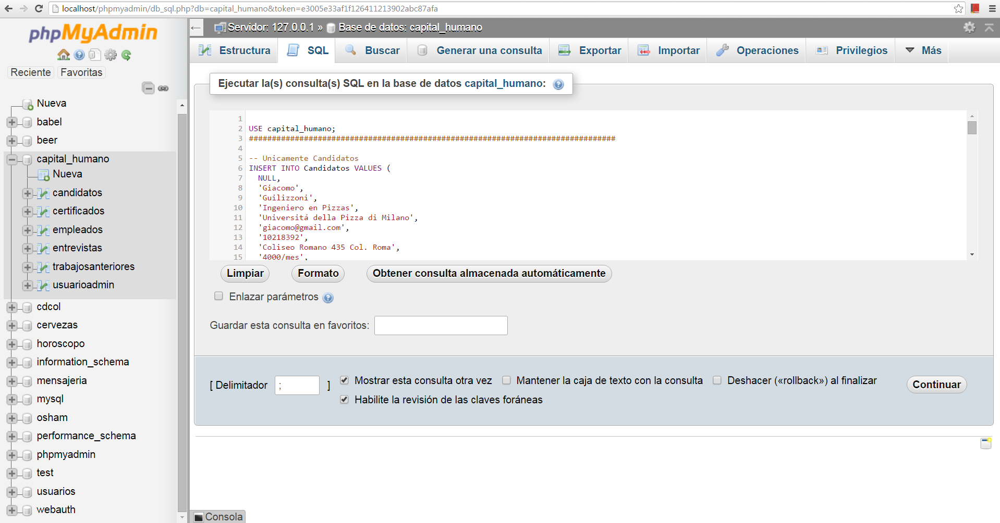 localhost/phpmyadmin/db_sql.php?db=capital_humano&token=e3005e33af1f126411213902abc87afa
phpMyAdmin
Reciente Favoritas
Nueva
babel
beer
capital_humano
Nueva
candidatos
certificados
empleados
entrevistas
trabajosanteriores
usuarioadmin
cdcol
cervezas
horoscopo
information_schema
mensajeria
mysql
osham
performance_schema
phpmyadmin
test
usuarios
webauth
Servidor: 127.0.0.1 » Base de datos: capital_humano
Estructura SQL Buscar Generar una consulta Exportar Importar Operaciones Privilegios Más
Ejecutar la(s) consulta(s) SQL en la base de datos capital_humano:
1
2 USE capital_humano;
3 ################################################################################
4
5 -- Unicamente Candidatos
6 INSERT INTO Candidatos VALUES (
7 NULL,
8 'Giacomo',
9 'Guilizzoni',
10 'Ingeniero en Pizzas',
11 'Universitá della Pizza di Milano',
12 'giacomo@gmail.com',
13 '10218392',
14 'Coliseo Romano 435 Col. Roma',
15 '4000/mes',
Limpiar Formato Obtener consulta almacenada automáticamente
Enlazar parámetros
Guardar esta consulta en favoritos:
[ Delimitador ; ] Mostrar esta consulta otra vez Mantener la caja de texto con la consulta Deshacer («rollback») al finalizar Continuar
Habilite la revisión de las claves foráneas
Consola